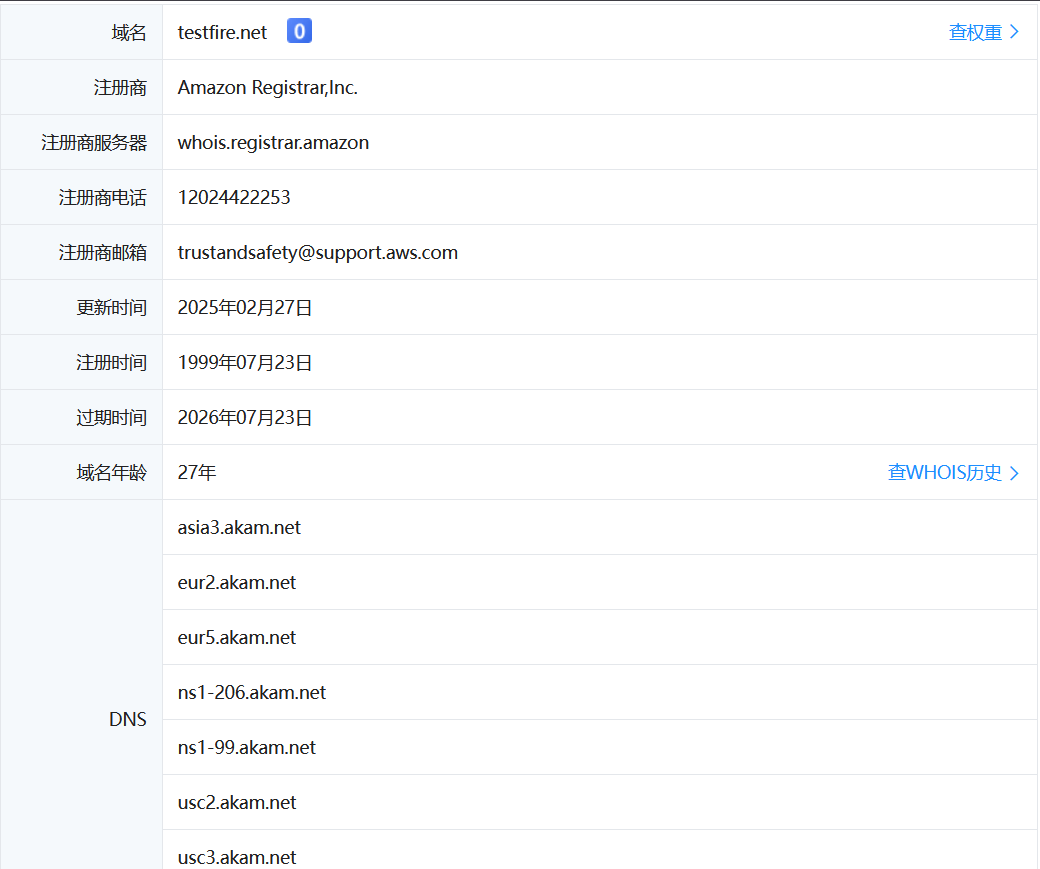 域名 testfire.net 0 查权重
注册商 Amazon Registrar,Inc.
注册商服务器 whois.registrar.amazon
注册商电话 12024422253
注册商邮箱 trustandsafety@support.aws.com
更新时间 2025年02月27日
注册时间 1999年07月23日
过期时间 2026年07月23日
域名年龄 27年 查WHOIS历史
asia3.akam.net
eur2.akam.net
eur5.akam.net
ns1-206.akam.net
DNS
ns1-99.akam.net
usc2.akam.net
usc3.akam.net